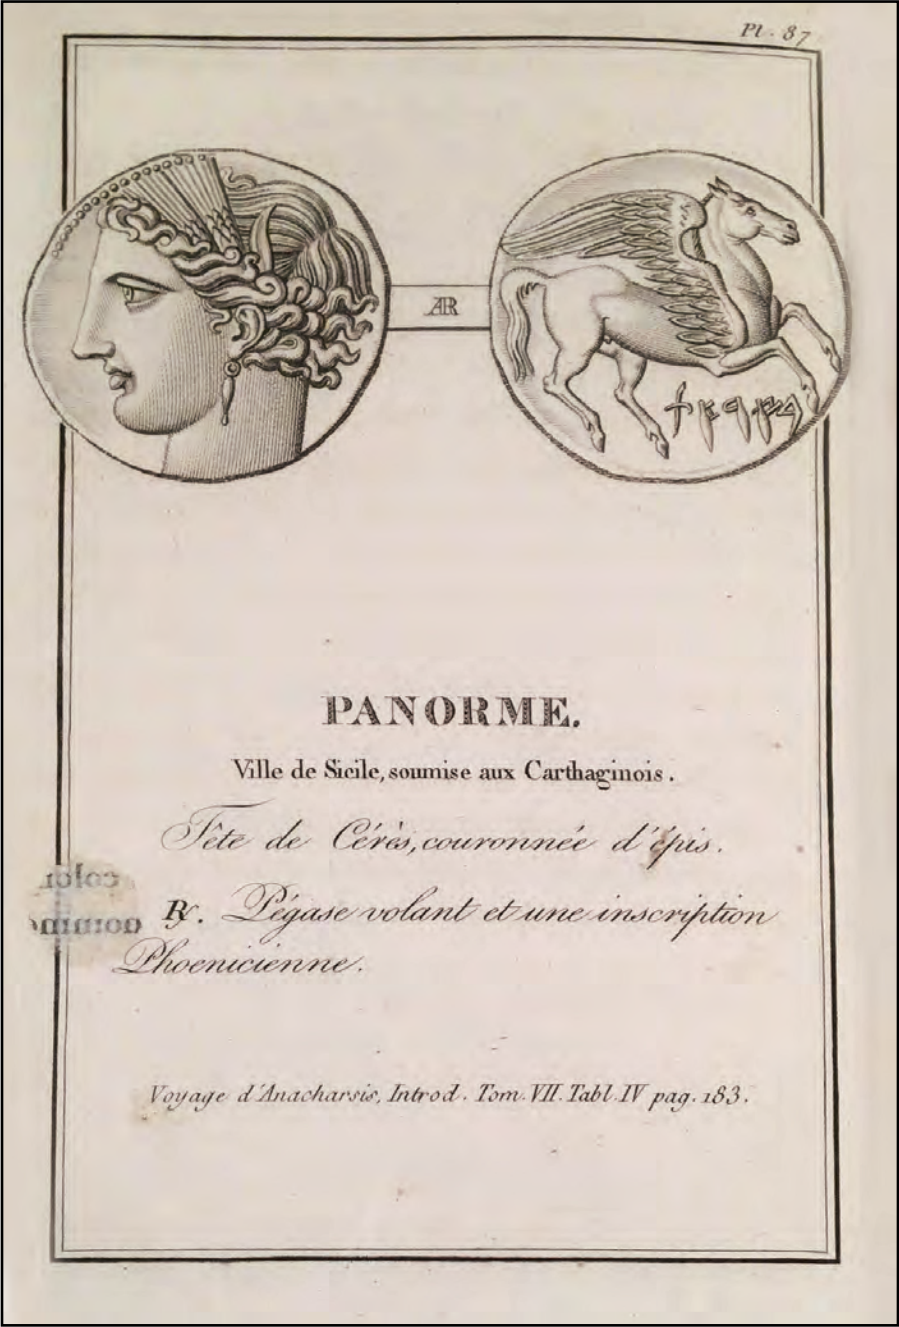 Pl. 87
AR
𐤁𐤀𐤓𐤑𐤕
PANORME.
Ville de Sicile, soumise aux Carthaginois.
Tête de Cérès, couronnée d'épis.
℞. Pégase volant et une inscription
Phoenicienne.
Voyage d'Anacharsis, Introd. Tom. VII. Tabl. IV pag. 183.